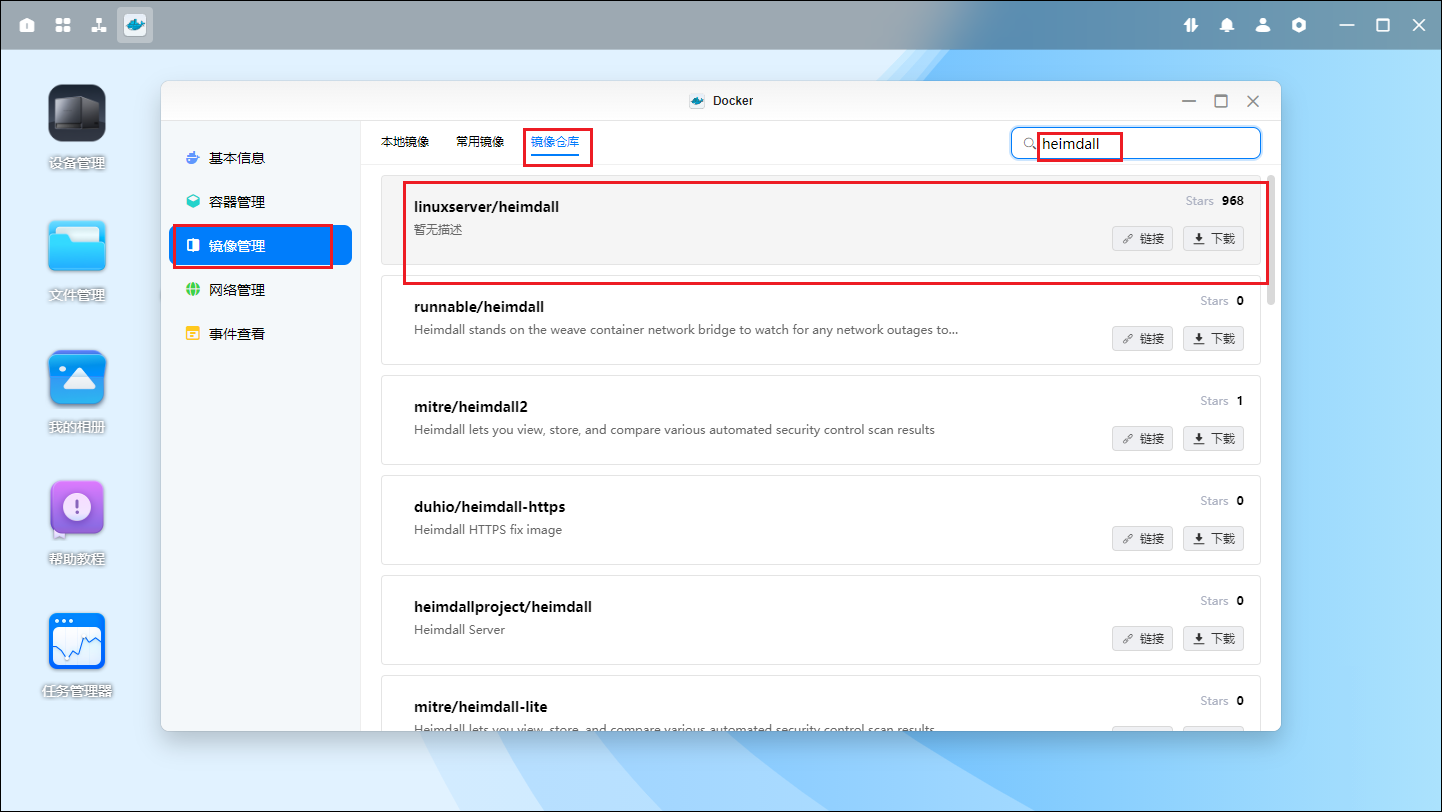 设备管理
文件管理
我的相册
帮助教程
任务管理器
Docker
基本信息
容器管理
镜像管理
网络管理
事件查看
本地镜像 常用镜像 镜像仓库
heimdall
linuxserver/heimdall
Stars 968
暂无描述
链接 下载
runnable/heimdall
Stars 0
Heimdall stands on the weave container network bridge to watch for any network outages to...
链接 下载
mitre/heimdall2
Stars 1
Heimdall lets you view, store, and compare various automated security control scan results
链接 下载
duhio/heimdall-https
Stars 0
Heimdall HTTPS fix image
链接 下载
heimdallproject/heimdall
Stars 0
Heimdall Server
链接 下载
mitre/heimdall-lite
Stars 0
Heimdall lets you view, store, and compare various automated security control scan results